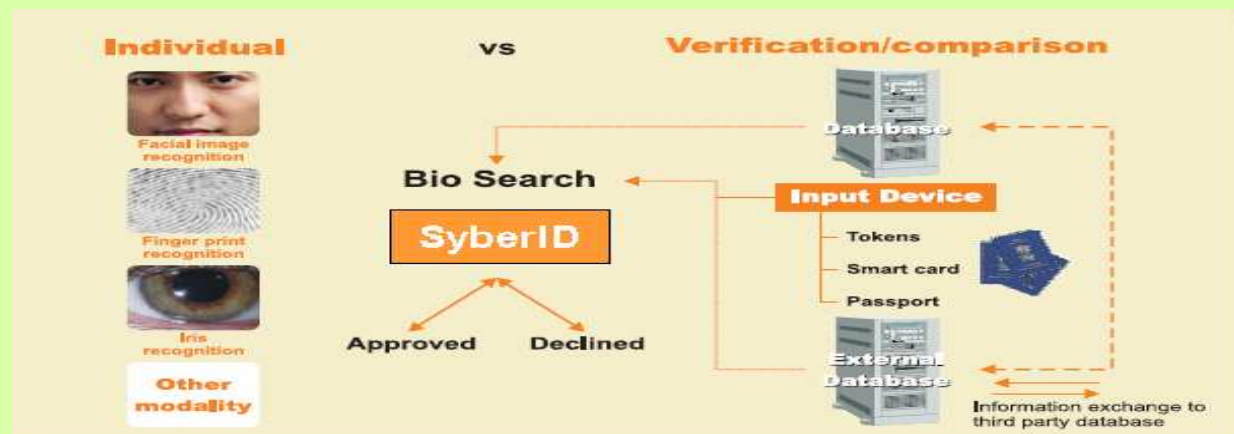 Individual
vs
Verification/comparison
Facial image
recognition
Finger print
recognition
Iris
recognition
Other
modality
Bio Search
SyberID
Approved
Declined
Database
Input Device
Tokens
Smart card
Passport
External
Database
Information exchange to
third party database